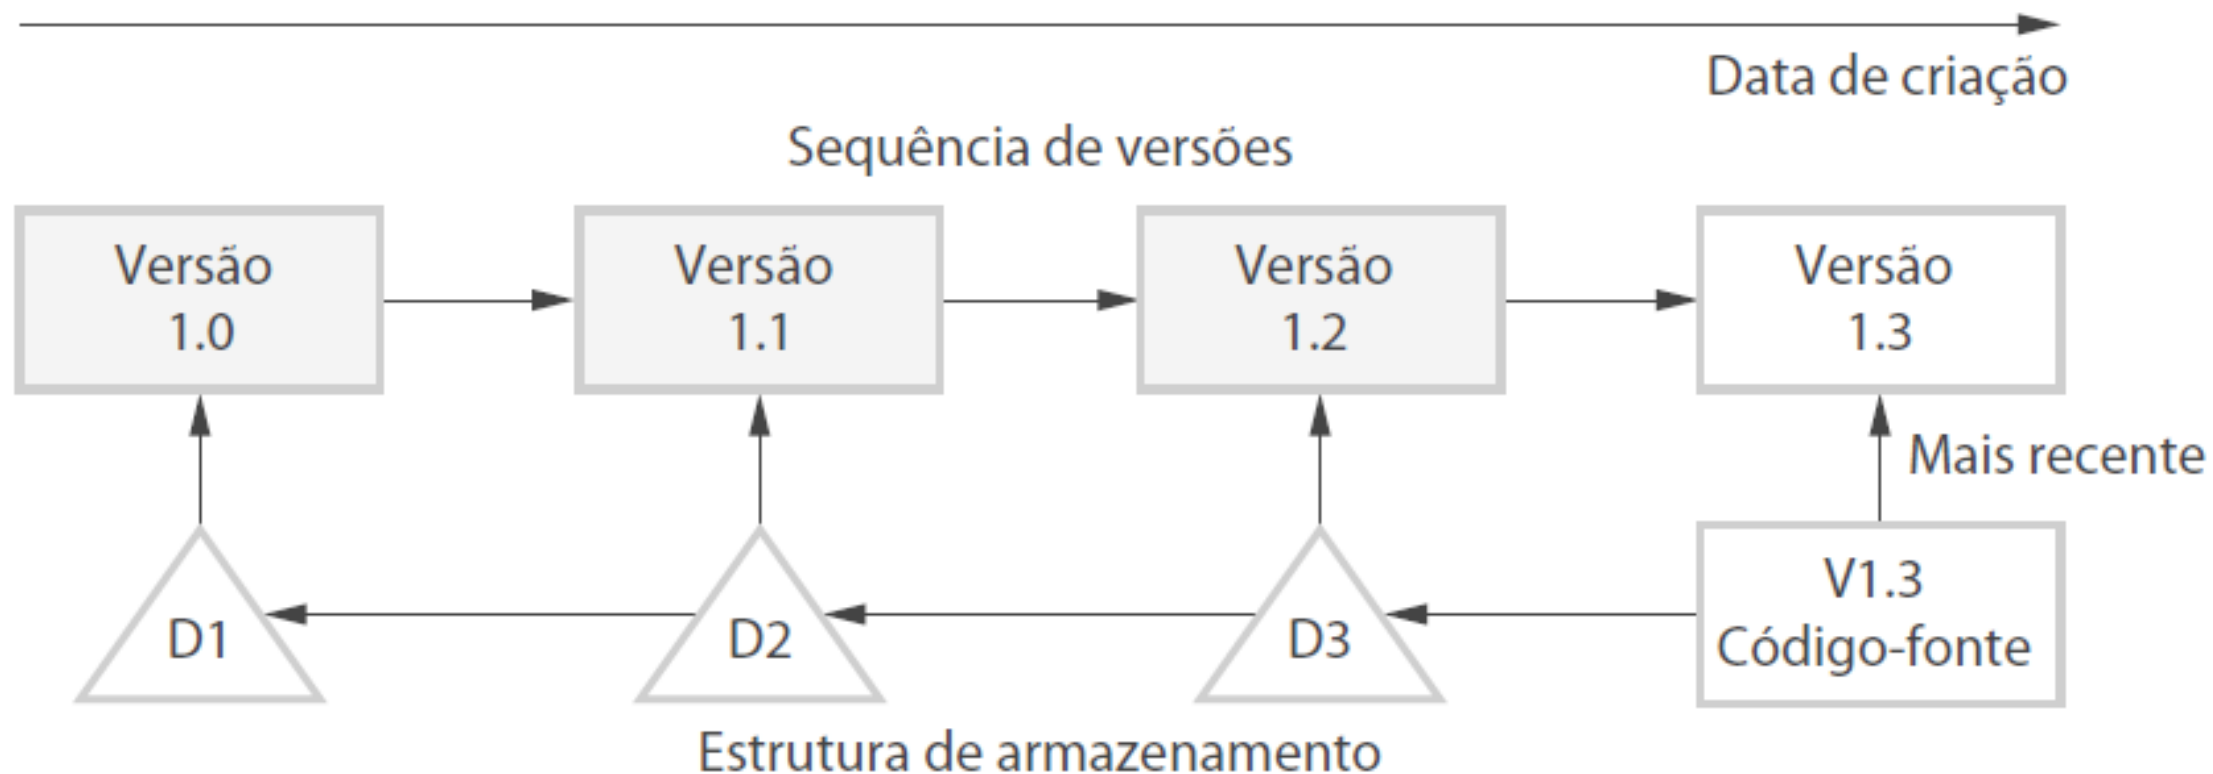 Data de criação
Sequência de versões
Versão
1.0
Versão
1.1
Versão
1.2
Versão
1.3
Mais recente
D1
D2
D3
V1.3
Código-fonte
Estrutura de armazenamento